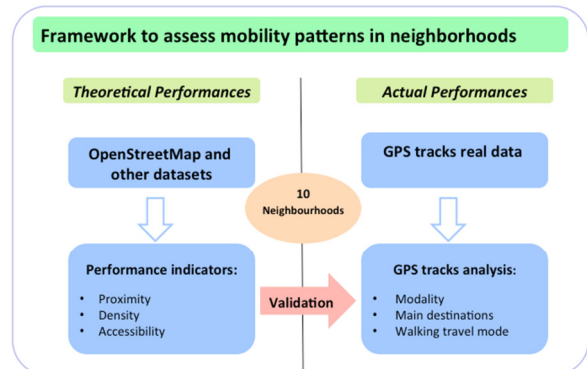 Framework to assess mobility patterns in neighborhoods
Theoretical Performances
Actual Performances
OpenStreetMap and
other datasets
GPS tracks real data
10
Neighbourhoods
Performance indicators:
• Proximity
• Density
• Accessibility
Validation
GPS tracks analysis:
• Modality
• Main destinations
• Walking travel mode